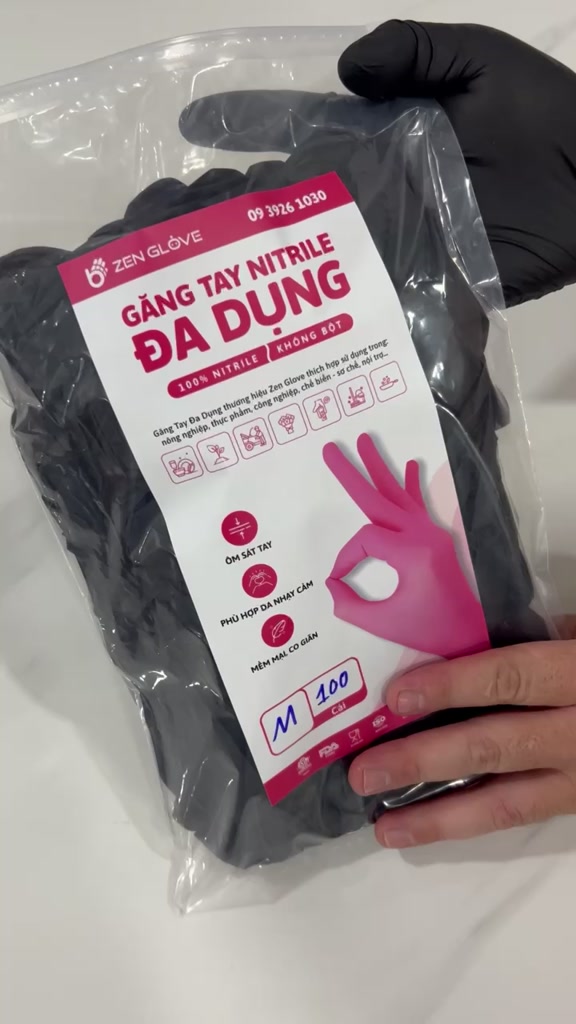 ZEN GLOVE
09 3926 1030
GĂNG TAY NITRILE
ĐA DỤNG
100% NITRILE KHÔNG BỘT
Găng Tay Đa Dụng thương hiệu Zen Glove thích hợp sử dụng trong:
nông nghiệp, thực phẩm, công nghiệp, chế biến - sơ chế, nội trợ...
ÔM SÁT TAY
PHÙ HỢP DA NHẠY CẢM
MỀM MẠI CO GIÃN
M
100
Cái
FDA
ISO